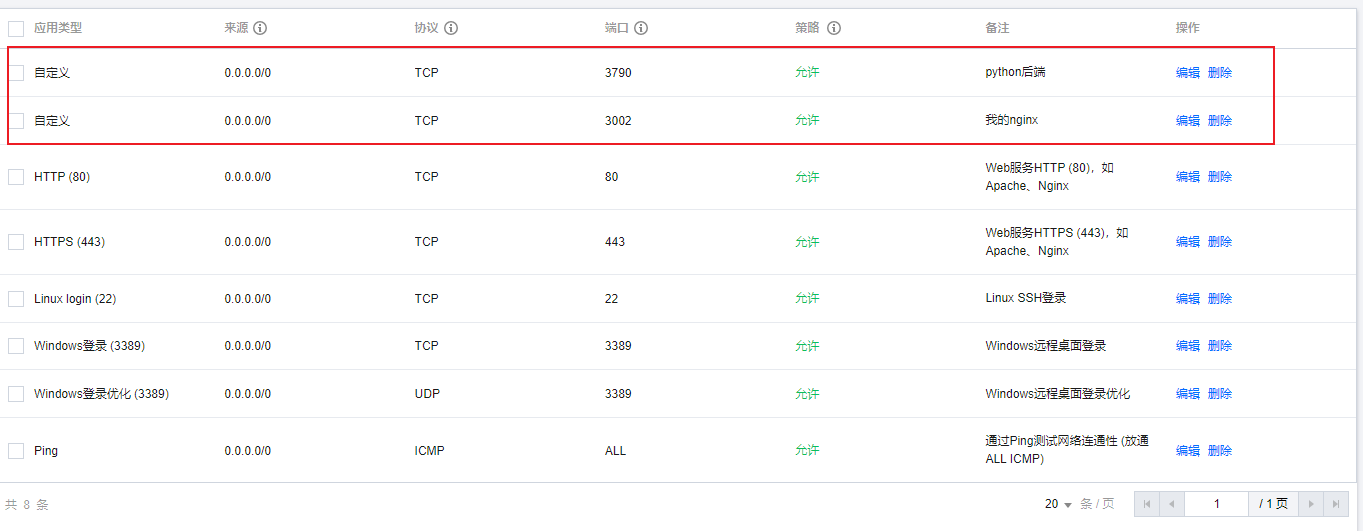 应用类型 来源 协议 端口 策略 备注 操作
自定义 0.0.0.0/0 TCP 3790 允许 python后端 编辑 删除
自定义 0.0.0.0/0 TCP 3002 允许 我的nginx 编辑 删除
HTTP (80) 0.0.0.0/0 TCP 80 允许 Web服务HTTP (80)，如
Apache、Nginx 编辑 删除
HTTPS (443) 0.0.0.0/0 TCP 443 允许 Web服务HTTPS (443)，如
Apache、Nginx 编辑 删除
Linux login (22) 0.0.0.0/0 TCP 22 允许 Linux SSH登录 编辑 删除
Windows登录 (3389) 0.0.0.0/0 TCP 3389 允许 Windows远程桌面登录 编辑 删除
Windows登录优化 (3389) 0.0.0.0/0 UDP 3389 允许 Windows远程桌面登录优化 编辑 删除
Ping 0.0.0.0/0 ICMP ALL 允许 通过Ping测试网络连通性 (放通
ALL ICMP) 编辑 删除
共 8 条 20 条 / 页 1 / 1 页